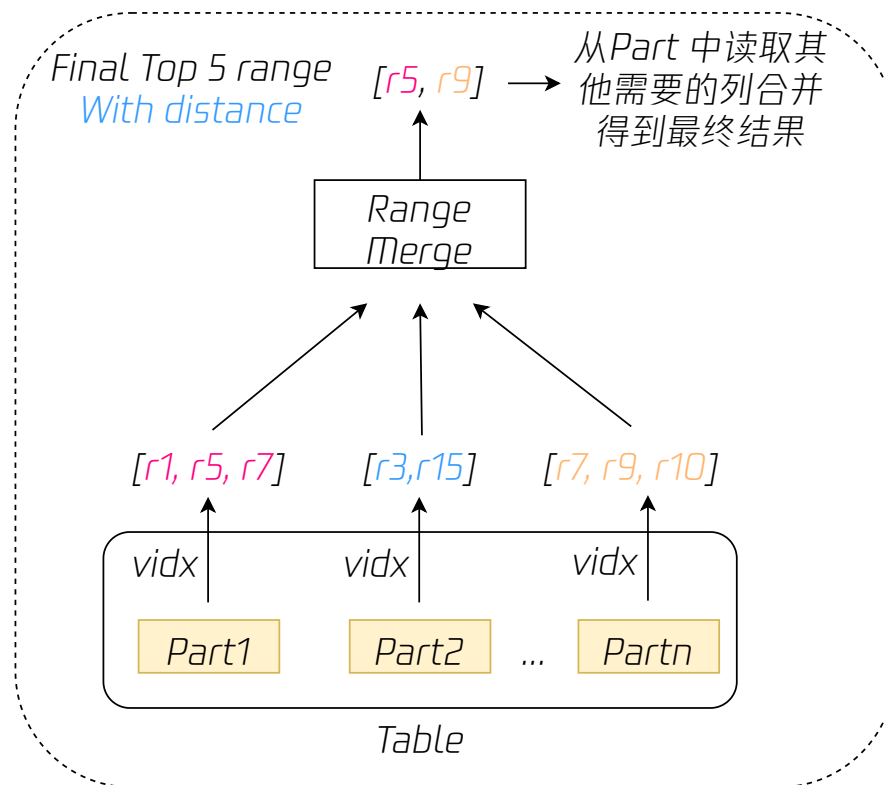 Final Top 5 range
With distance
[r5, r9]
从Part 中读取其
他需要的列合并
得到最终结果
Range
Merge
[r1, r5, r7]
[r3,r15]
[r7, r9, r10]
vidx
vidx
vidx
Part1
Part2
...
Partn
Table